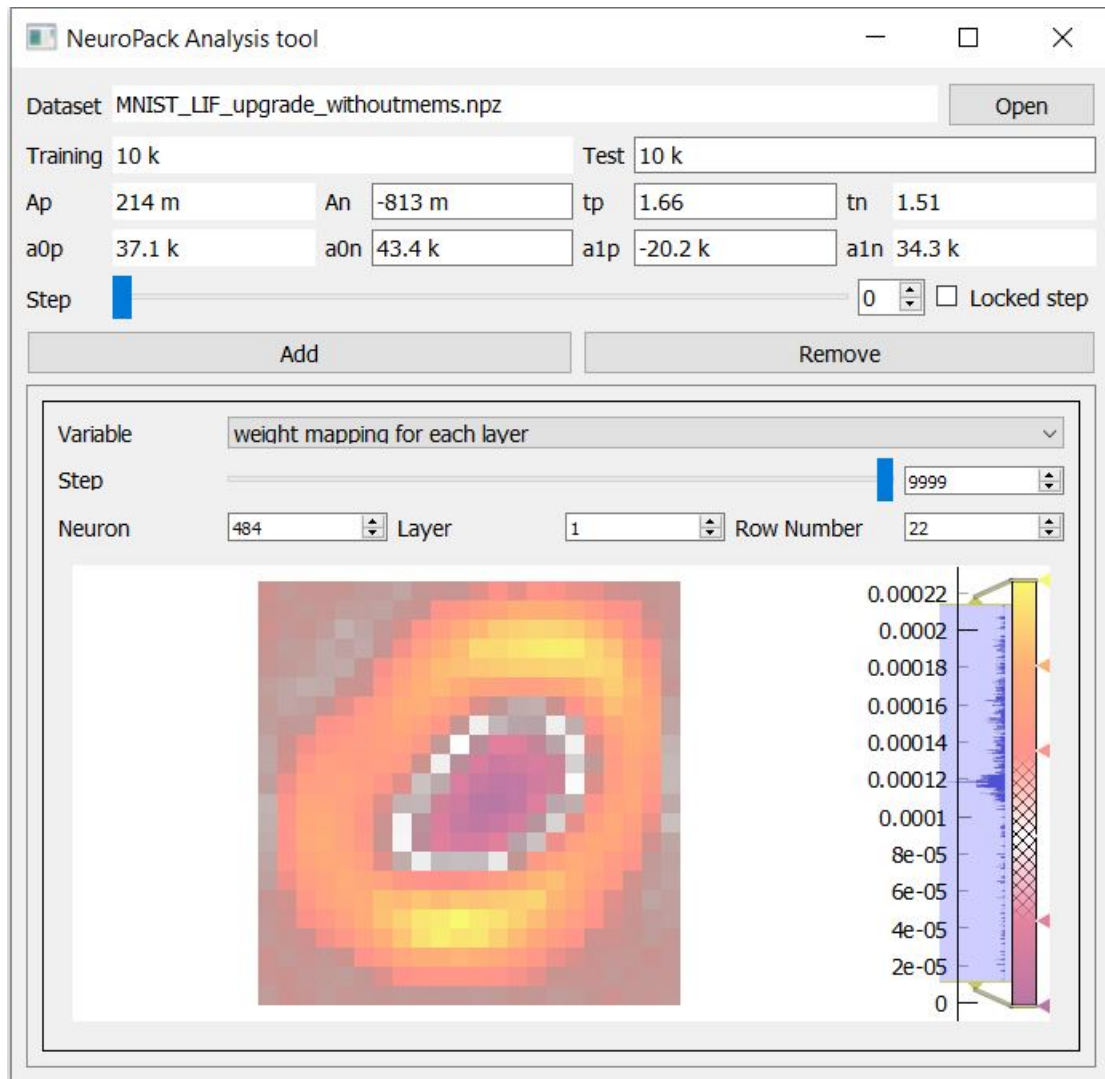 NeuroPack Analysis tool
Dataset MNIST_LIF_upgrade_withoutmems.npz Open
Training 10 k Test 10 k
Ap 214 m An -813 m tp 1.66 tn 1.51
a0p 37.1 k a0n 43.4 k a1p -20.2 k a1n 34.3 k
Step 0 Locked step
Add Remove
Variable weight mapping for each layer
Step 9999
Neuron 484 Layer 1 Row Number 22
0.00022
0.0002
0.00018
0.00016
0.00014
0.00012
0.0001
8e-05
6e-05
4e-05
2e-05
0